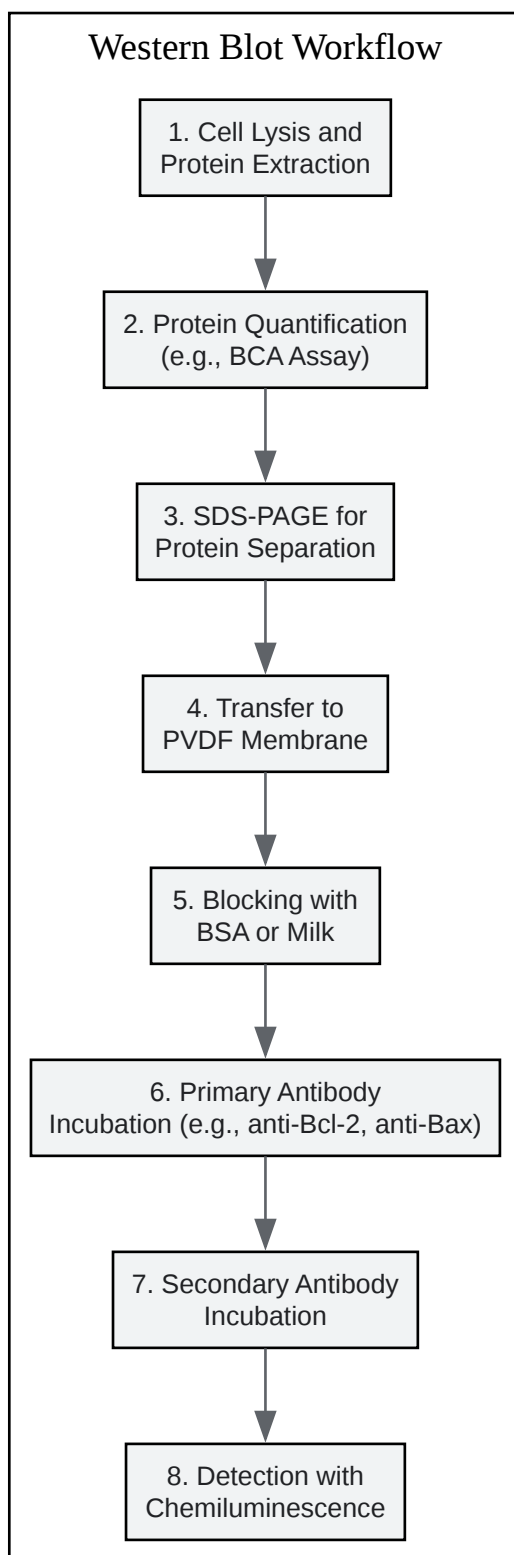 Western Blot Workflow
1. Cell Lysis and
Protein Extraction
2. Protein Quantification
(e.g., BCA Assay)
3. SDS-PAGE for
Protein Separation
4. Transfer to
PVDF Membrane
5. Blocking with
BSA or Milk
6. Primary Antibody
Incubation (e.g., anti-Bcl-2, anti-Bax)
7. Secondary Antibody
Incubation
8. Detection with
Chemiluminescence